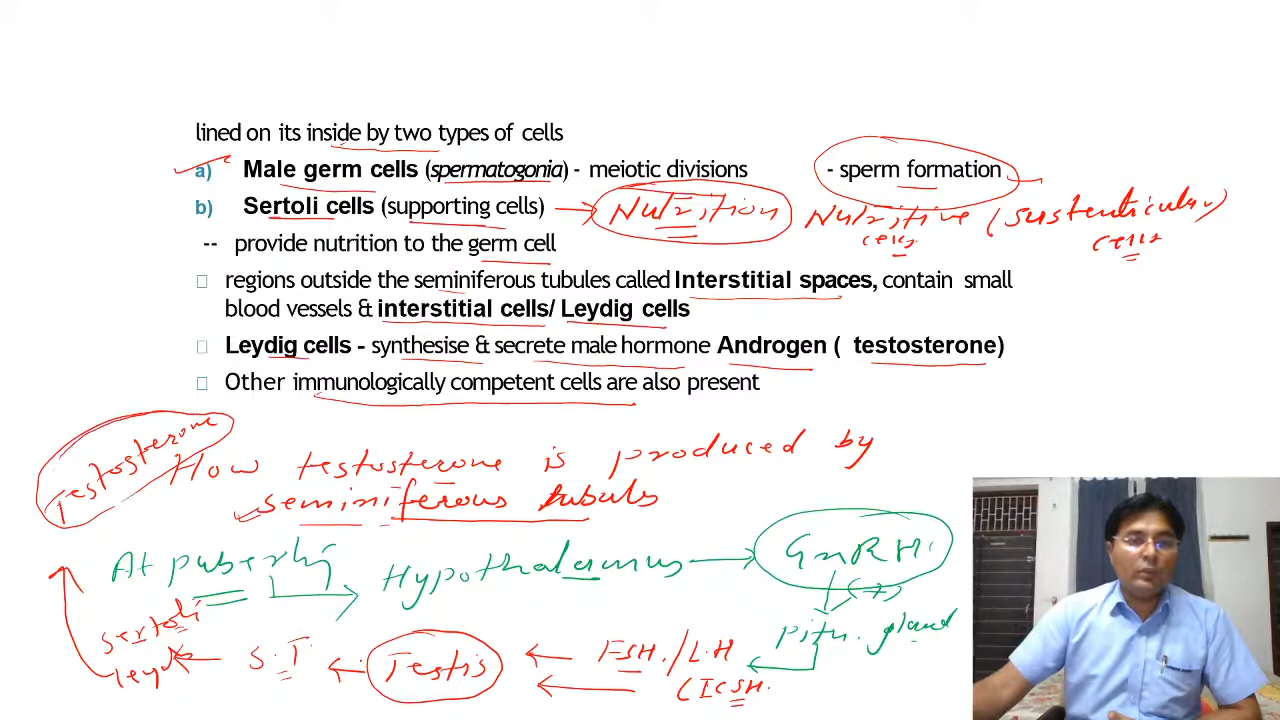 lined on its inside by two types of cells
a) Male germ cells (spermatogonia) - meiotic divisions - sperm formation
b) Sertoli cells (supporting cells) → Nutrition Nutritive cells (sustenticular) cells
-- provide nutrition to the germ cell
regions outside the seminiferous tubules called Interstitial spaces, contain small
blood vessels & interstitial cells/ Leydig cells
Leydig cells - synthesise & secrete male hormone Androgen ( testosterone)
Other immunologically competent cells are also present
Testosterone
How testosterone is produced by
seminiferous tubuls
At puberty → Hypothalamus → GnRH
(+)
Pitu. gland
Sertoli
leydi ← S.T. ← Testis ← FSH./LH
(ICSH.